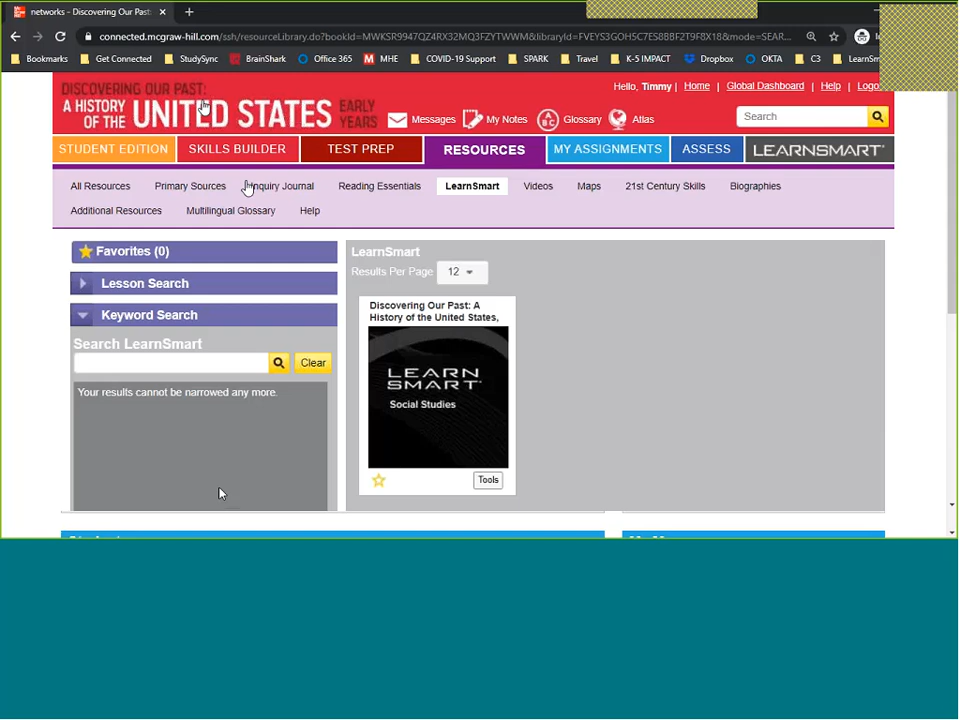 networks - Discovering Our Past:
connected.mcgraw-hill.com/ssh/resourceLibrary.do?bookId=MWKSR9947QZ4RX32MQ3FZYTWWM&libraryId=FVEYS3GOH5C7ES8BBF2T9F8X18&mode=SEAR...
Bookmarks Get Connected StudySync BrainShark Office 365 MHE COVID-19 Support SPARK Travel K-5 IMPACT Dropbox OKTA C3 LearnSm
DISCOVERING OUR PAST:
A HISTORY OF THE UNITED STATES EARLY YEARS
Hello, Timmy | Home | Global Dashboard | Help | Logo
Messages My Notes Glossary Atlas Search
STUDENT EDITION SKILLS BUILDER TEST PREP RESOURCES MY ASSIGNMENTS ASSESS LEARNSMART
All Resources Primary Sources Inquiry Journal Reading Essentials LearnSmart Videos Maps 21st Century Skills Biographies
Additional Resources Multilingual Glossary Help
Favorites (0)
Lesson Search
Keyword Search
Search LearnSmart
Clear
Your results cannot be narrowed any more.
LearnSmart
Results Per Page 12
Discovering Our Past: A
History of the United States,
LEARN
SMART
Social Studies
Tools